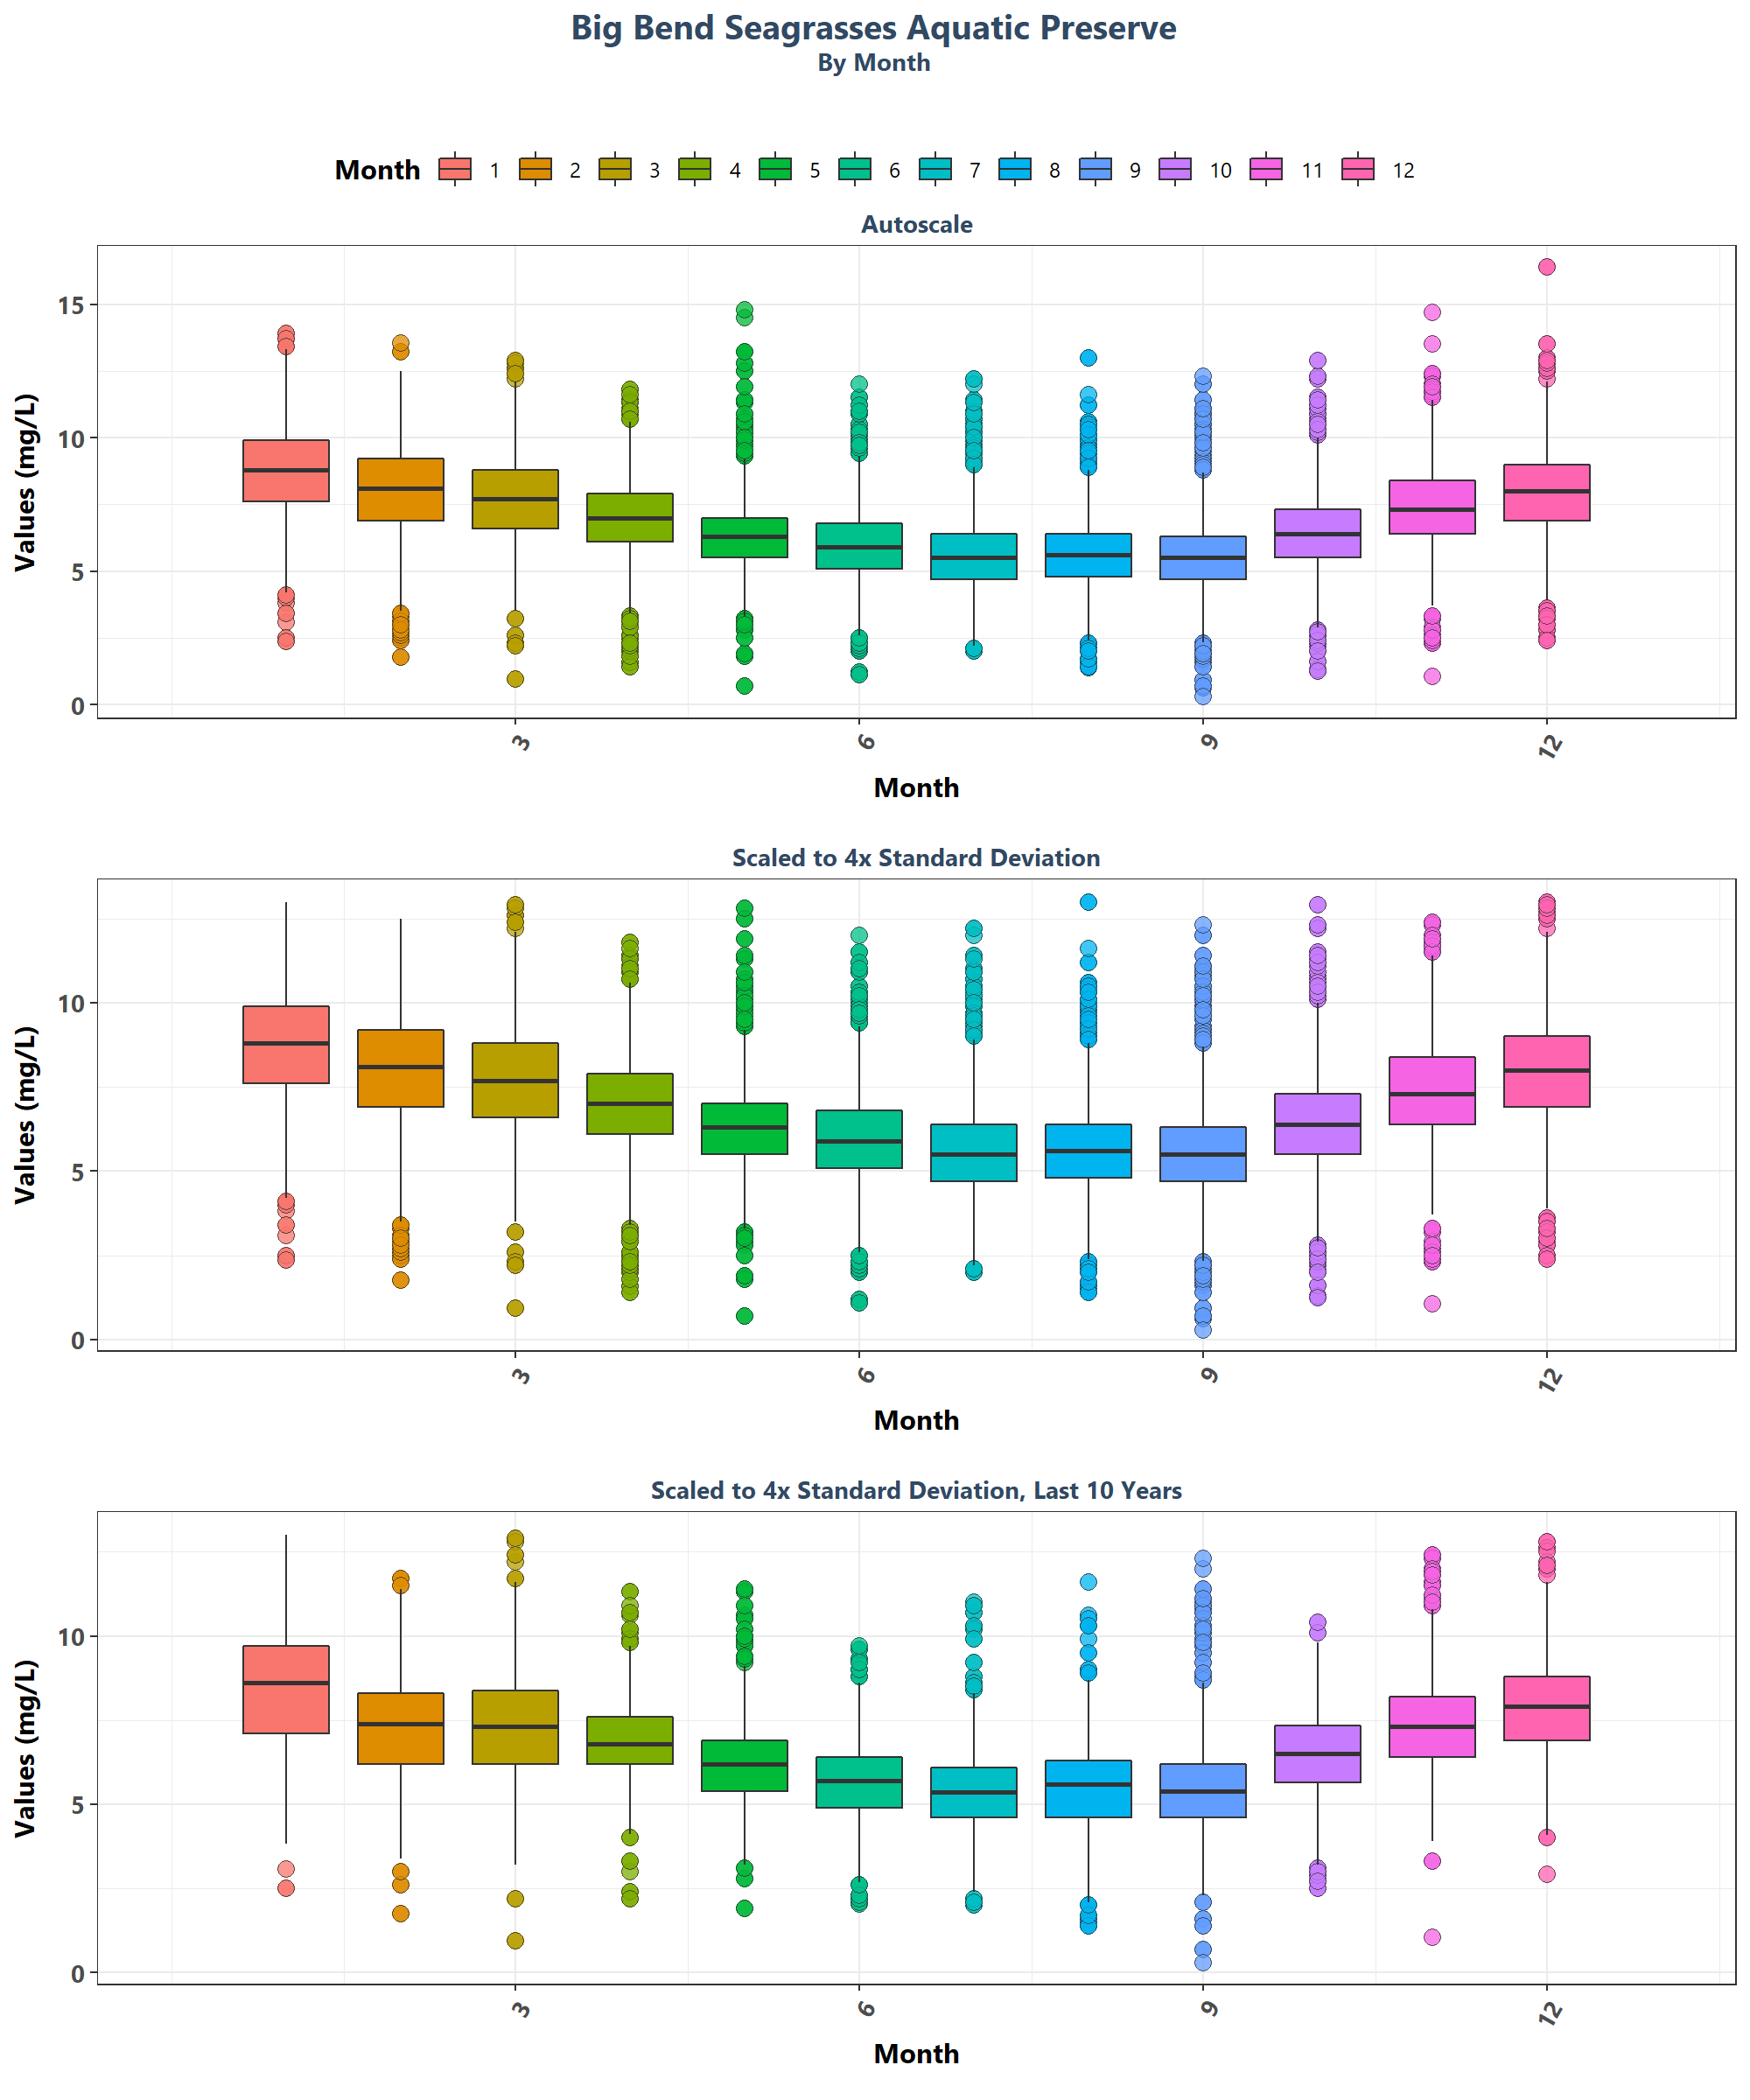 Big Bend Seagrasses Aquatic Preserve
By Month
Month 1 2 3 4 5 6 7 8 9 10 11 12
Autoscale
Values (mg/L)
15
10
5
0
3 6 9 12
Month
Scaled to 4x Standard Deviation
Values (mg/L)
10
5
0
3 6 9 12
Month
Scaled to 4x Standard Deviation, Last 10 Years
Values (mg/L)
10
5
0
3 6 9 12
Month